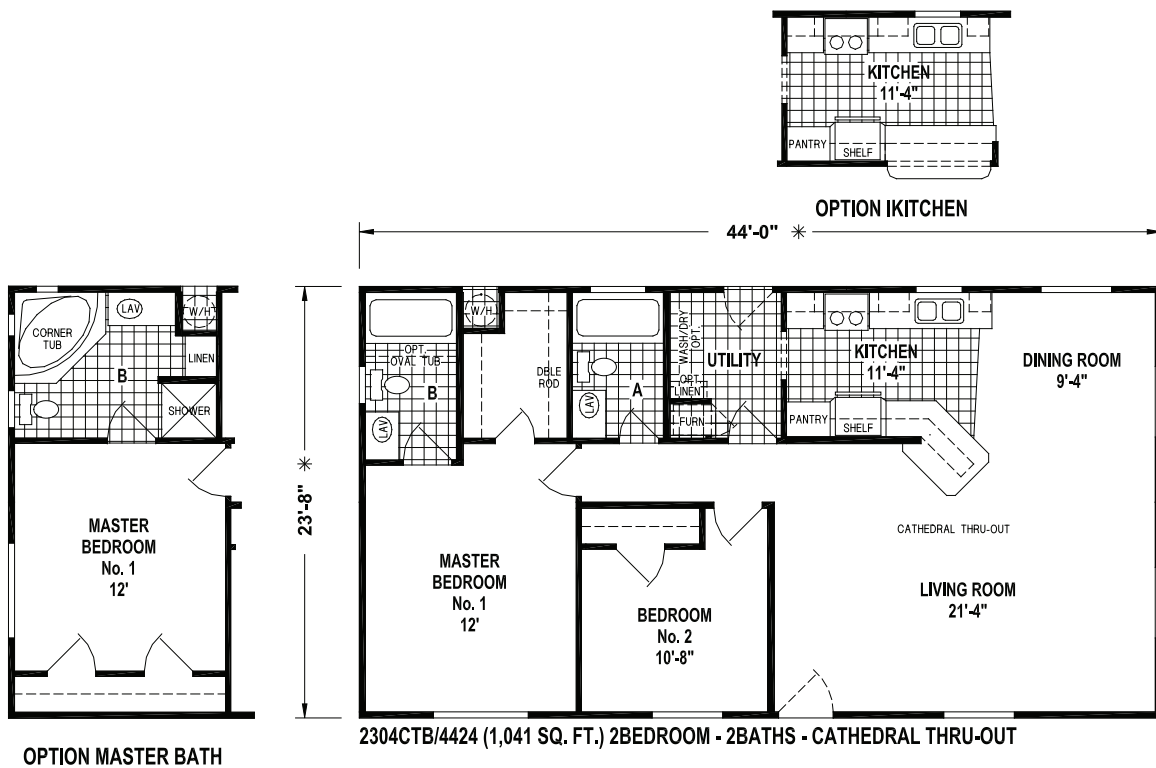 KITCHEN
11'-4"
PANTRY
SHELF
OPTION IKITCHEN
44'-0" ✳
LAV
W/H
CORNER
TUB
LINEN
B
SHOWER
MASTER
BEDROOM
No. 1
12'
OPTION MASTER BATH
23'-8" ✳
W/H
OPT.
OVAL TUB
B
LAV
DBLE
ROD
A
LAV
WASH/DRY
OPT.
UTILITY
OPT.
LINEN
FURN
KITCHEN
11'-4"
PANTRY
SHELF
DINING ROOM
9'-4"
CATHEDRAL THRU-OUT
MASTER
BEDROOM
No. 1
12'
BEDROOM
No. 2
10'-8"
LIVING ROOM
21'-4"
2304CTB/4424 (1,041 SQ. FT.) 2BEDROOM - 2BATHS - CATHEDRAL THRU-OUT